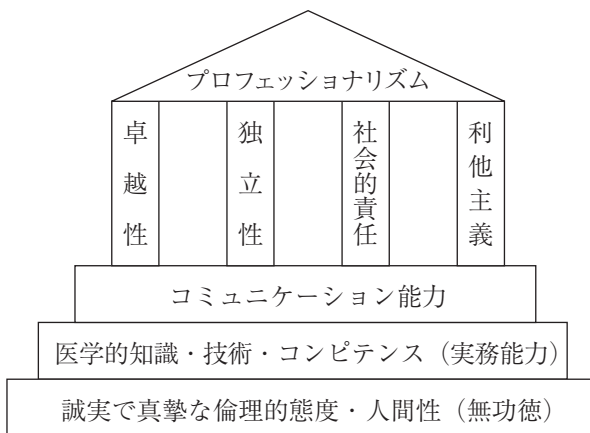 プロフェッショナリズム
卓越性
独立性
社会的責任
利他主義
コミュニケーション能力
医学的知識・技術・コンピテンス（実務能力）
誠実で真摯な倫理的態度・人間性（無功徳）